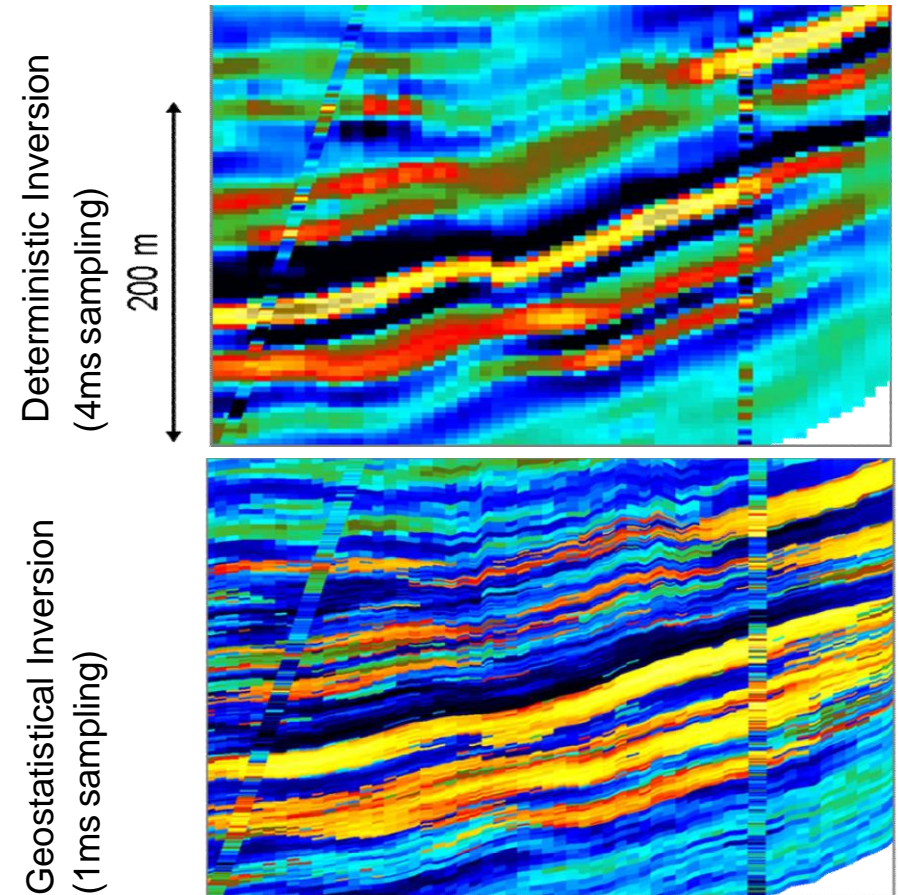 Deterministic Inversion
(4ms sampling)
200 m
Geostatistical Inversion
(1ms sampling)